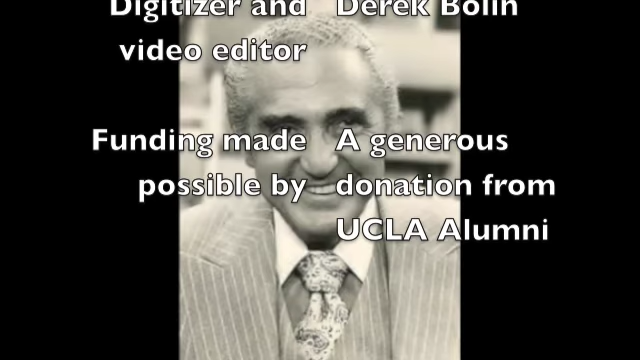 Digitizer and Derek Bolin
video editor
Funding made A generous
possible by donation from
UCLA Alumni